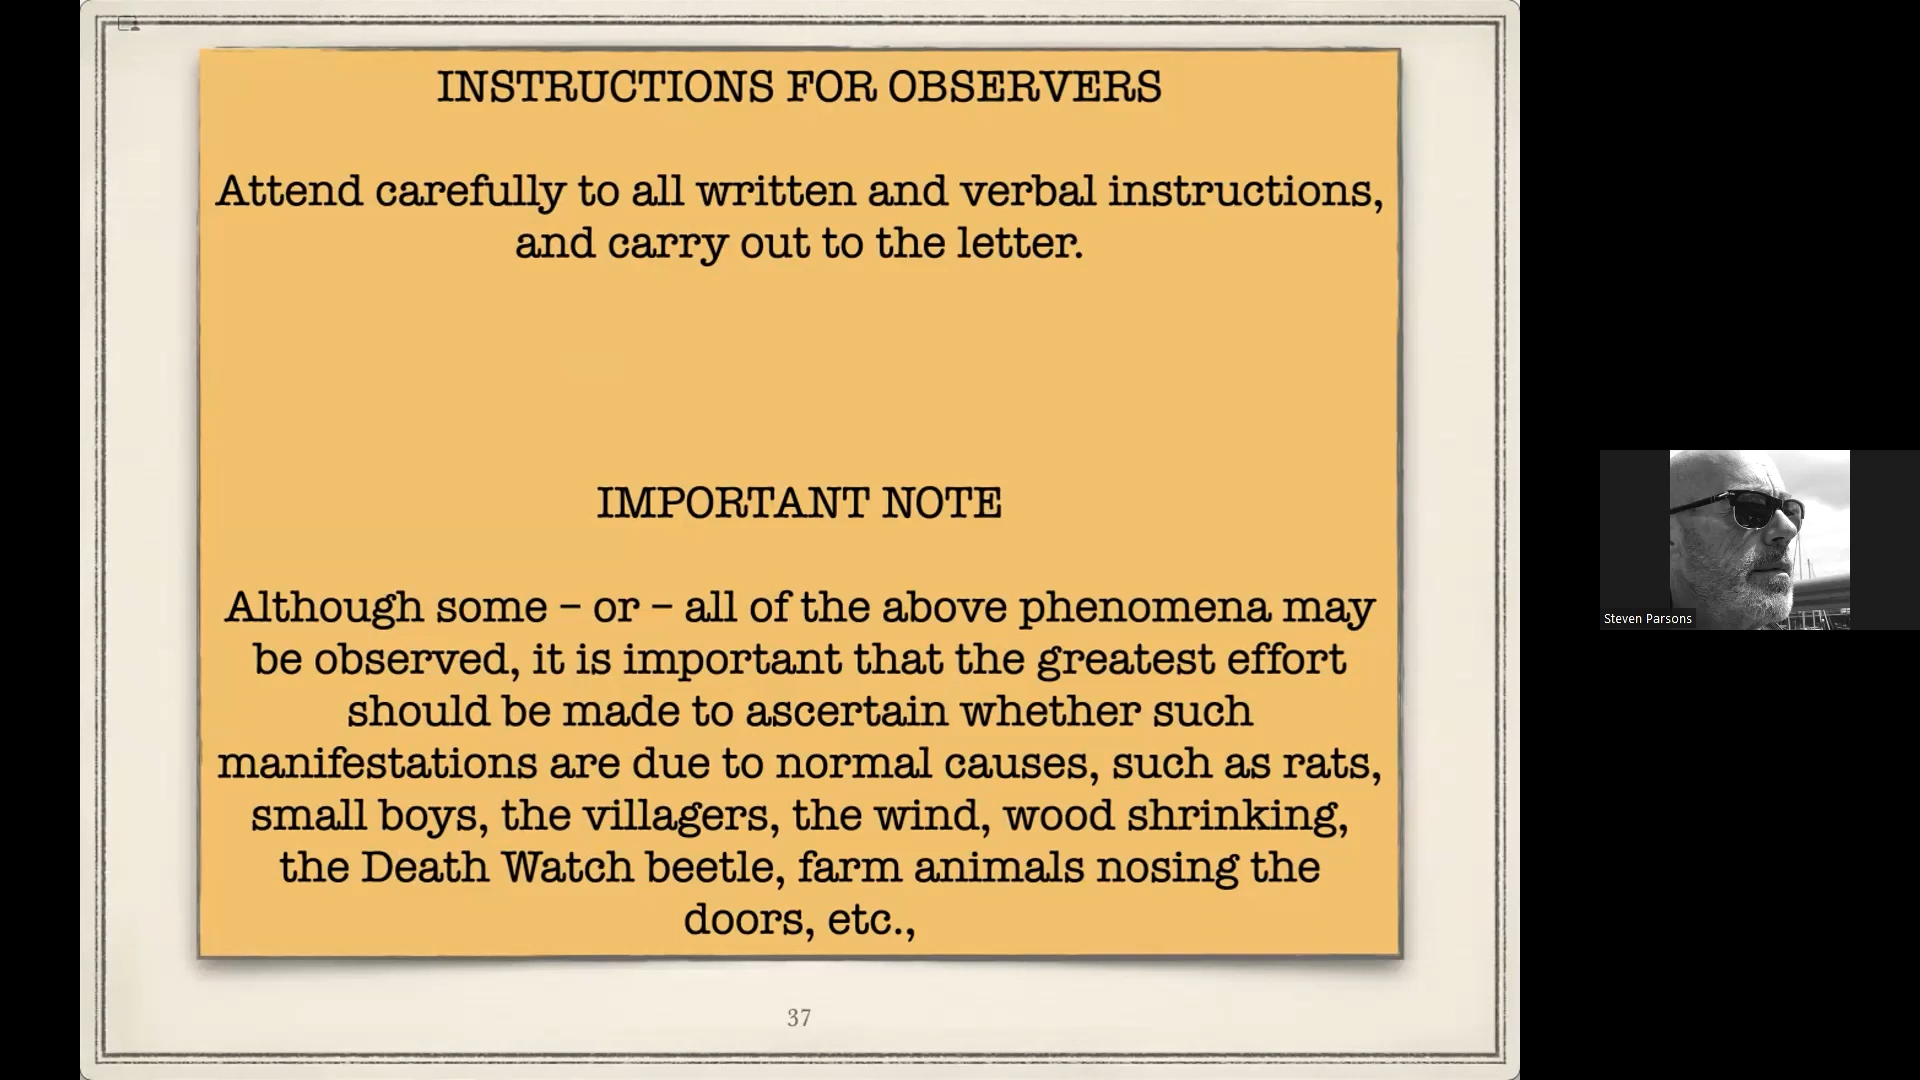 INSTRUCTIONS FOR OBSERVERS
Attend carefully to all written and verbal instructions,
and carry out to the letter.
IMPORTANT NOTE
Although some – or – all of the above phenomena may
be observed, it is important that the greatest effort
should be made to ascertain whether such
manifestations are due to normal causes, such as rats,
small boys, the villagers, the wind, wood shrinking,
the Death Watch beetle, farm animals nosing the
doors, etc.,
37
Steven Parsons